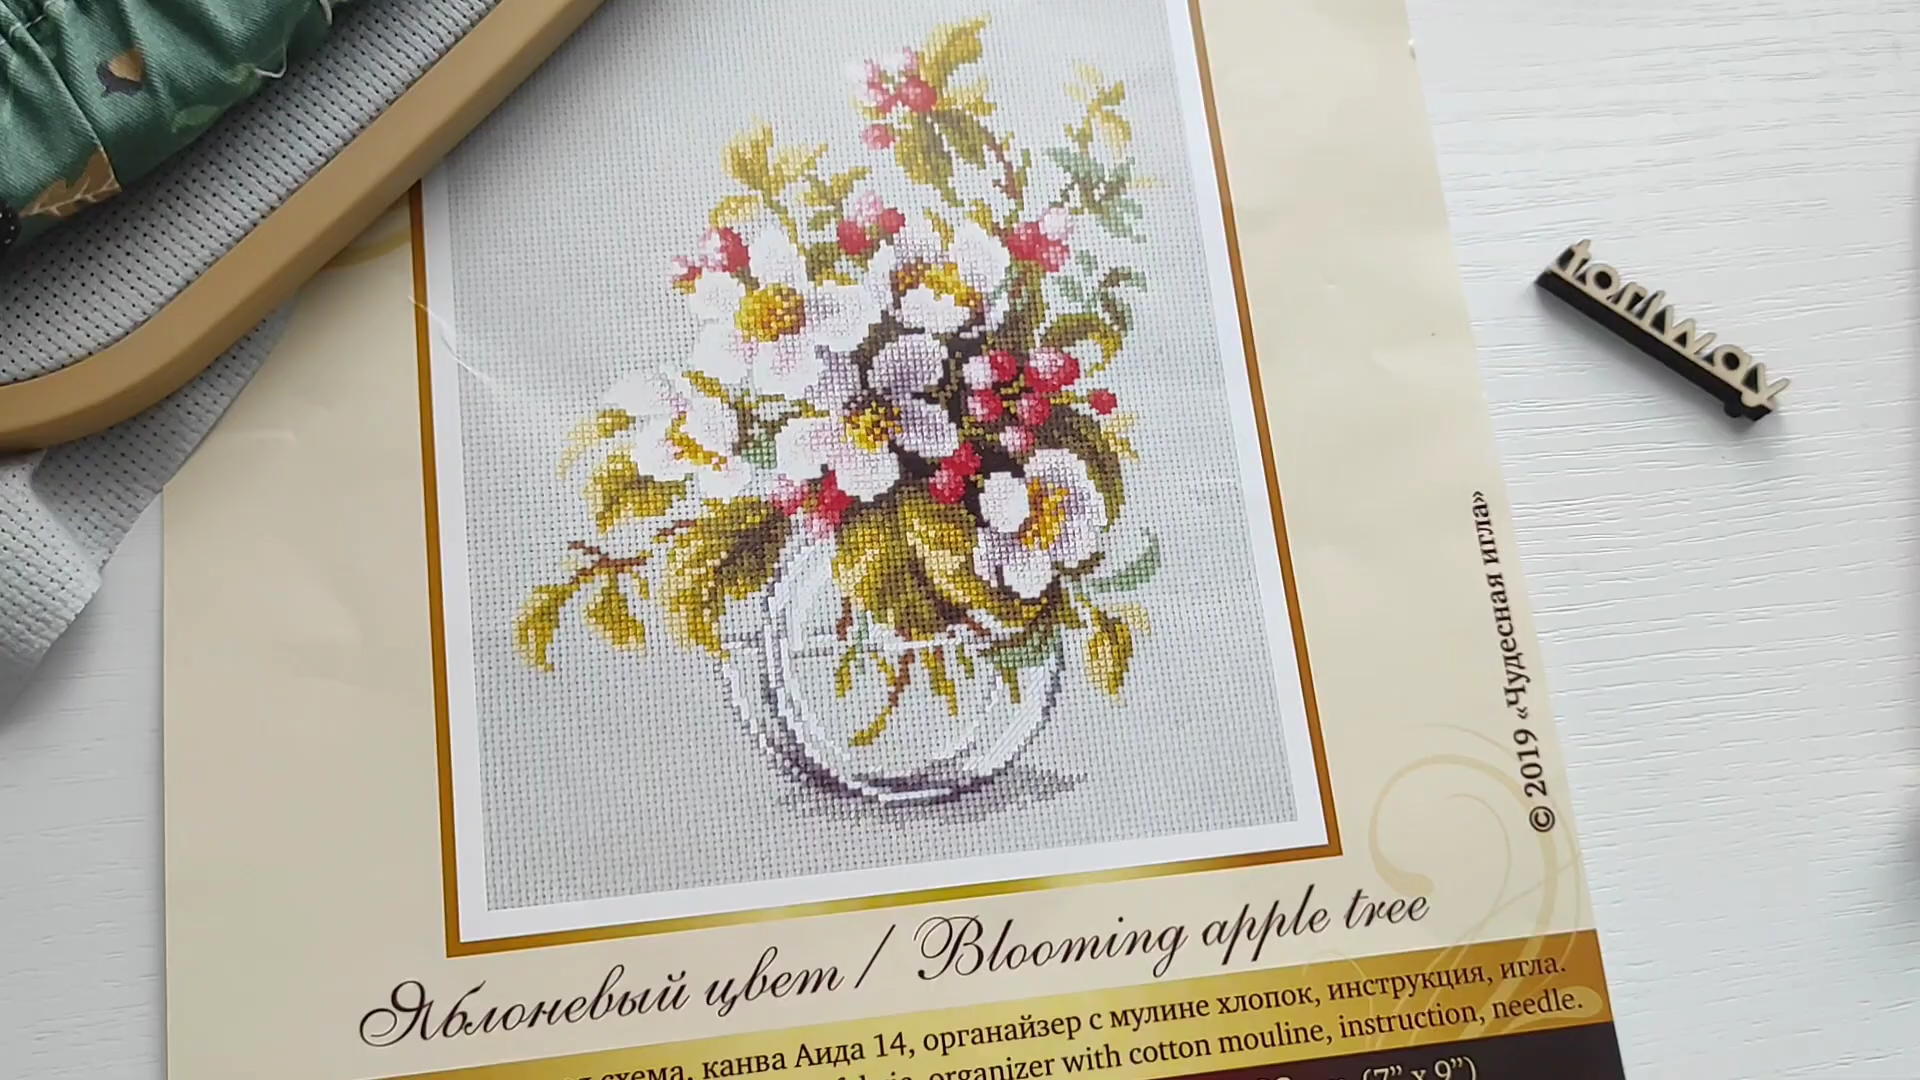 toriway
© 2019 «Чудесная игла»
Яблоневый цвет / Blooming apple tree
схема, канва Аида 14, органайзер с мулине хлопок, инструкция, игла.
organizer with cotton mouline, instruction, needle.
(7” x 9”)